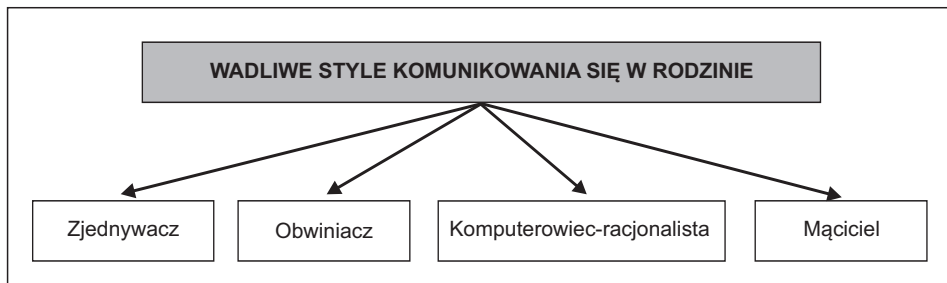 WADLIWE STYLE KOMUNIKOWANIA SIĘ W RODZINIE
Zjednywacz
Obwiniacz
Komputerowiec-racjonalista
Mąciciel